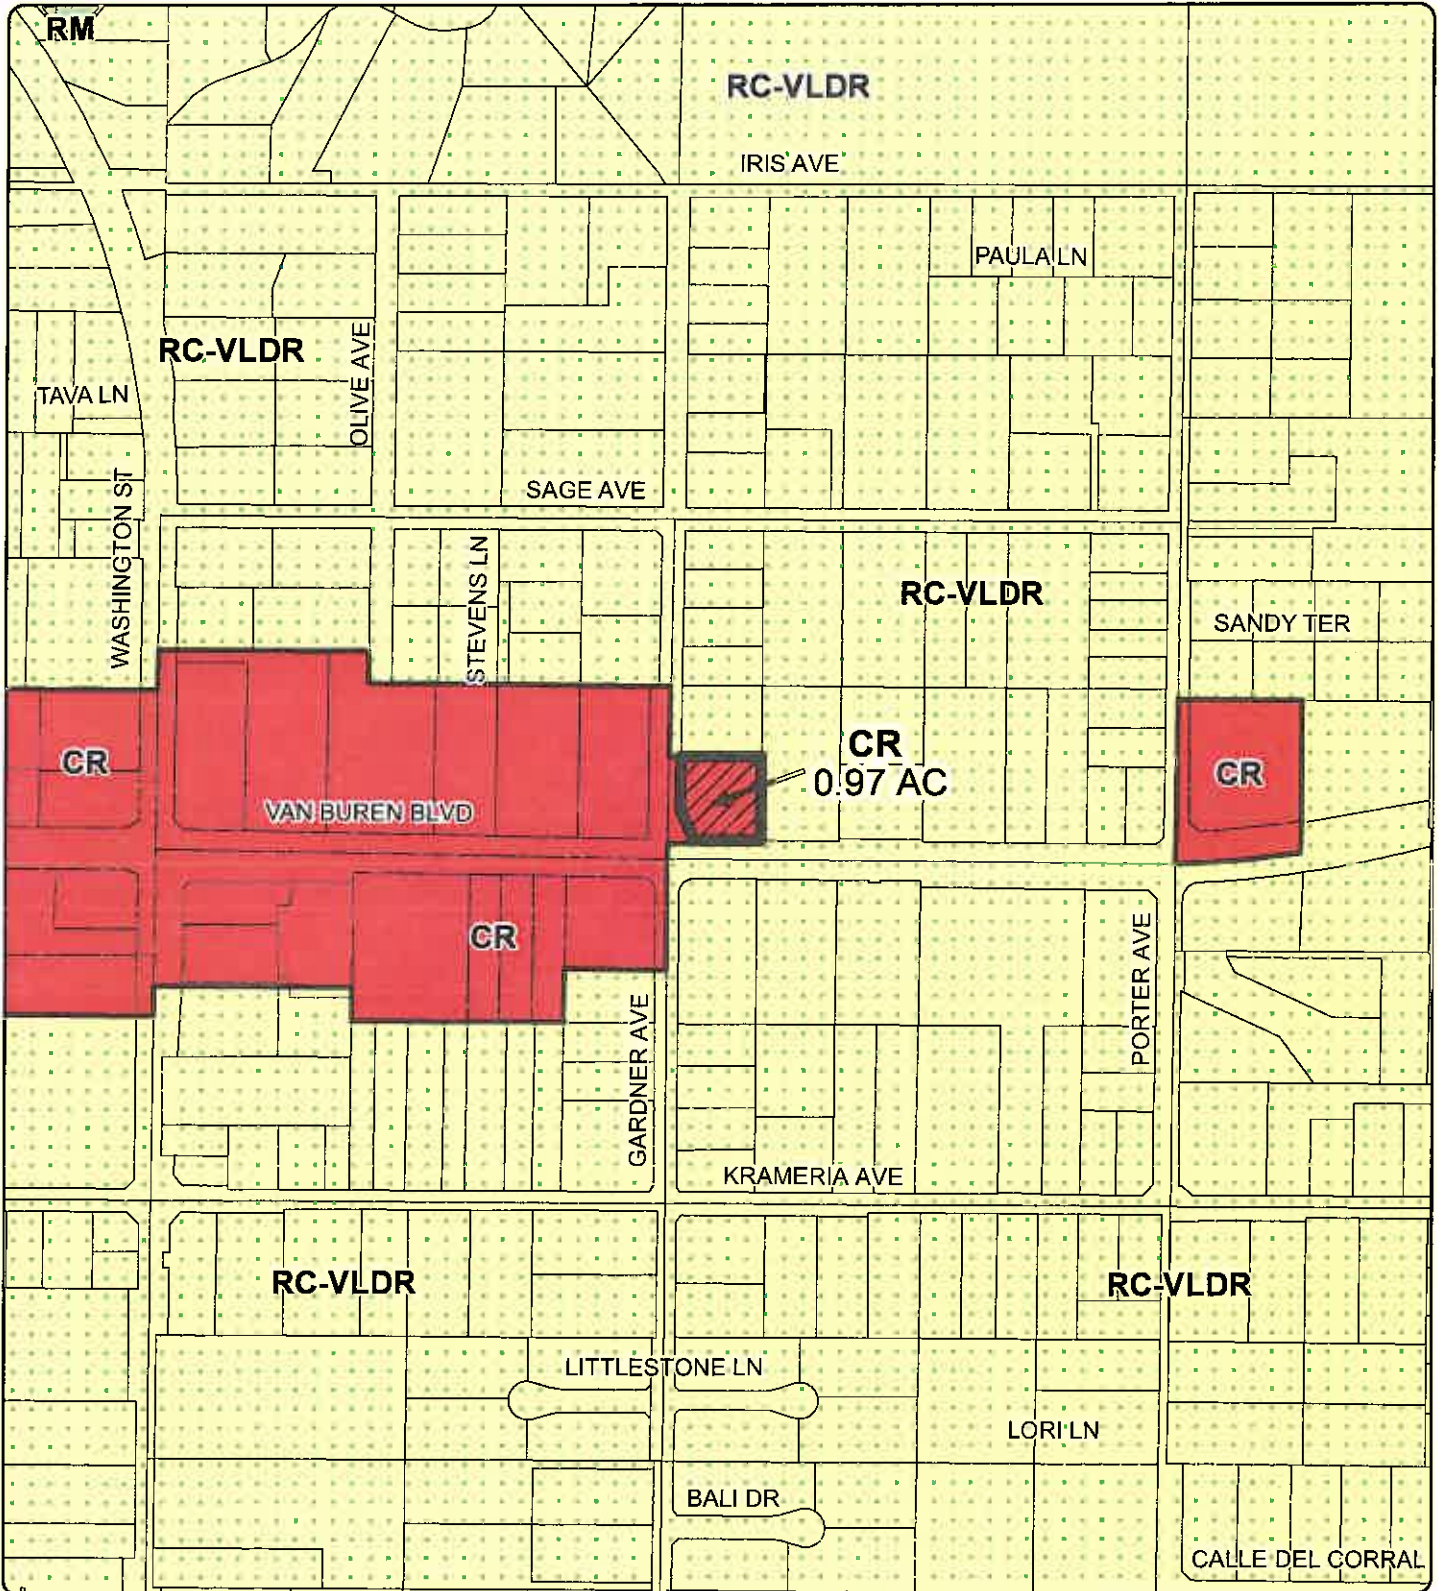 RM
RC-VLDR
IRIS AVE
PAULA LN
RC-VLDR
OLIVE AVE
TAVA LN
SAGE AVE
WASHINGTON ST
STEVENS LN
RC-VLDR
SANDY TER
CR
CR
0.97 AC
CR
VAN BUREN BLVD
CR
PORTER AVE
GARDNER AVE
KRAMERIA AVE
RC-VLDR
RC-VLDR
LITTLESTONE LN
LORI LN
BALI DR
CALLE DEL CORRAL